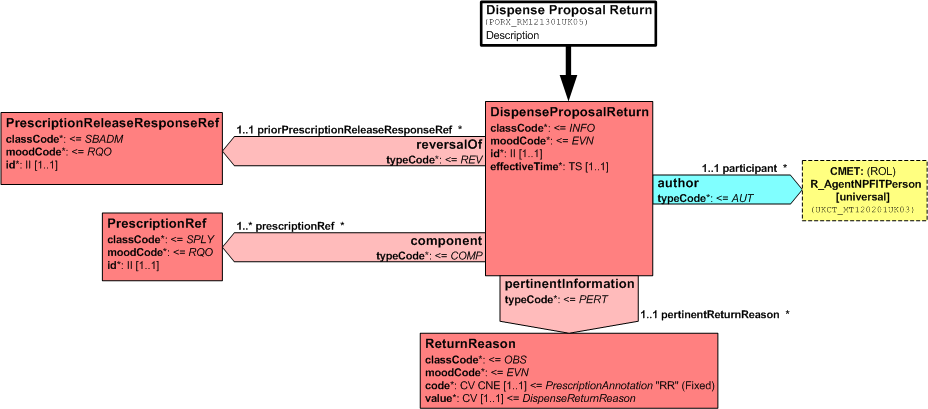 Dispense Proposal Return
(PORX_RM121301UK05)
Description
DispenseProposalReturn
classCode*: <= INFO
moodCode*: <= EVN
id*: II [1..1]
effectiveTime*: TS [1..1]
PrescriptionReleaseResponseRef
classCode*: <= SBADM
moodCode*: <= RQO
id*: II [1..1]
1..1 priorPrescriptionReleaseResponseRef *
reversalOf
typeCode*: <= REV
1..1 participant *
author
typeCode*: <= AUT
CMET: (ROL)
R_AgentNPFITPerson
[universal]
(UKCT_MT120201UK03)
PrescriptionRef
classCode*: <= SPLY
moodCode*: <= RQO
id*: II [1..1]
1..* prescriptionRef *
component
typeCode*: <= COMP
pertinentInformation
typeCode*: <= PERT
1..1 pertinentReturnReason *
ReturnReason
classCode*: <= OBS
moodCode*: <= EVN
code*: CV CNE [1..1] <= PrescriptionAnnotation "RR" (Fixed)
value*: CV [1..1] <= DispenseReturnReason